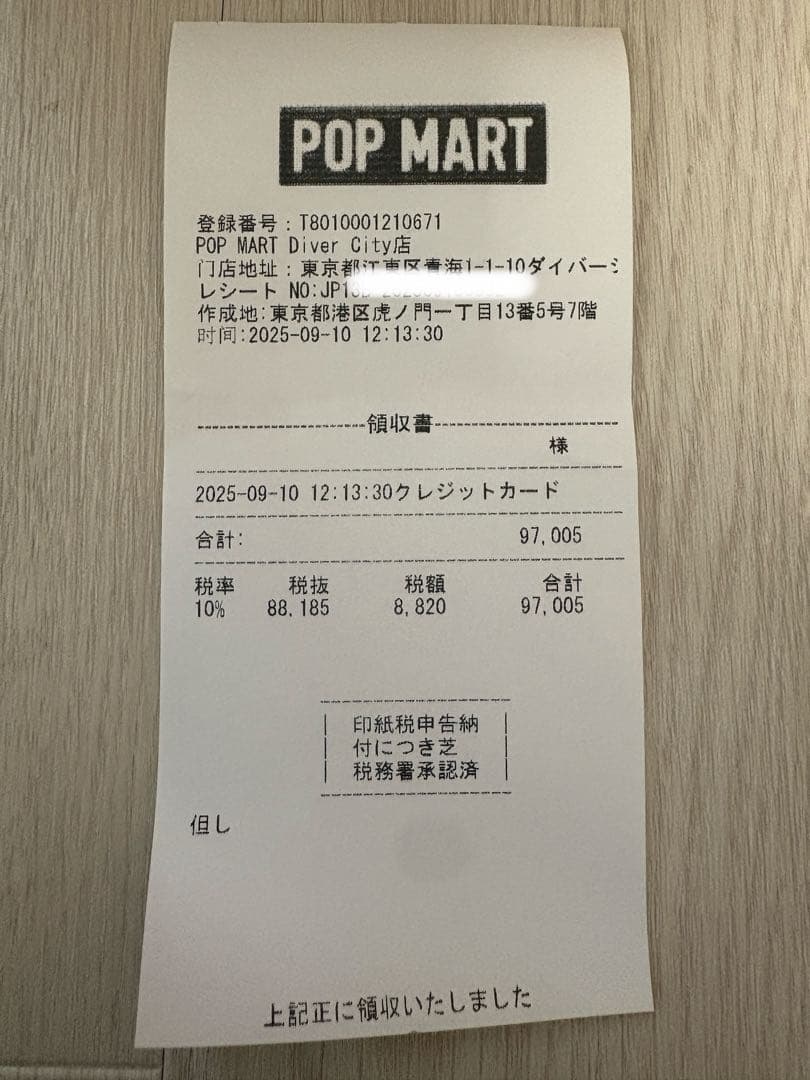 POP MART
登録番号：T8010001210671
POP MART Diver City店
门店地址：東京都江東区青海1-1-10ダイバーシ
レシート NO:JP13
作成地:東京都港区虎ノ門一丁目13番5号7階
时间:2025-09-10 12:13:30
領収書
様
2025-09-10 12:13:30クレジットカード
合計: 97,005
税率 税抜 税額 合計
10% 88,185 8,820 97,005
印紙税申告納
付につき芝
税務署承認済
但し
上記正に領収いたしました